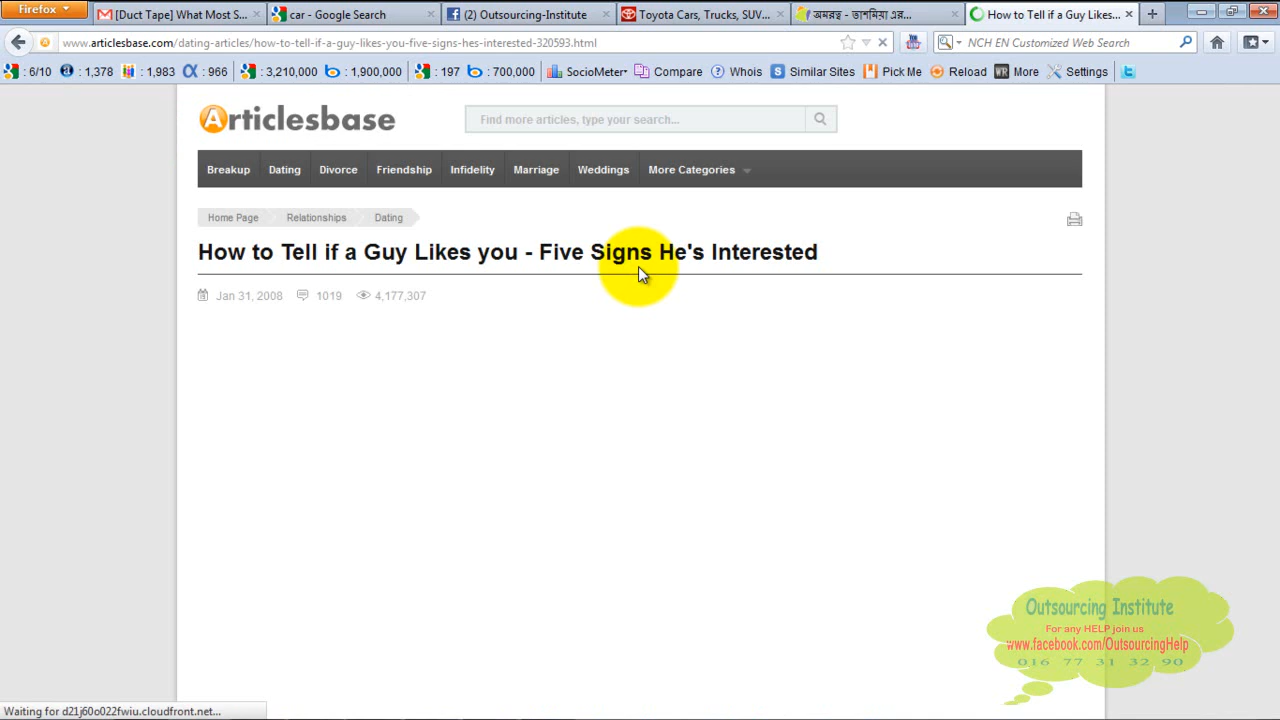 Firefox
[Duct Tape] What Most S...
car - Google Search
(2) Outsourcing-Institute
Toyota Cars, Trucks, SUV...
অমরত্ব - তাশমিয়া এর...
How to Tell if a Guy Likes...
www.articlesbase.com/dating-articles/how-to-tell-if-a-guy-likes-you-five-signs-hes-interested-320593.html
NCH EN Customized Web Search
: 6/10 : 1,378 : 1,983 : 966 : 3,210,000 : 1,900,000 : 197 : 700,000 SocioMeter Compare Whois Similar Sites Pick Me Reload More Settings
Articlesbase
Find more articles, type your search...
Breakup Dating Divorce Friendship Infidelity Marriage Weddings More Categories
Home Page Relationships Dating
How to Tell if a Guy Likes you - Five Signs He's Interested
Jan 31, 2008 1019 4,177,307
Outsourcing Institute
For any HELP join us
www.facebook.com/OutsourcingHelp
016 77 31 32 90
Waiting for d21j60o022fwiu.cloudfront.net...